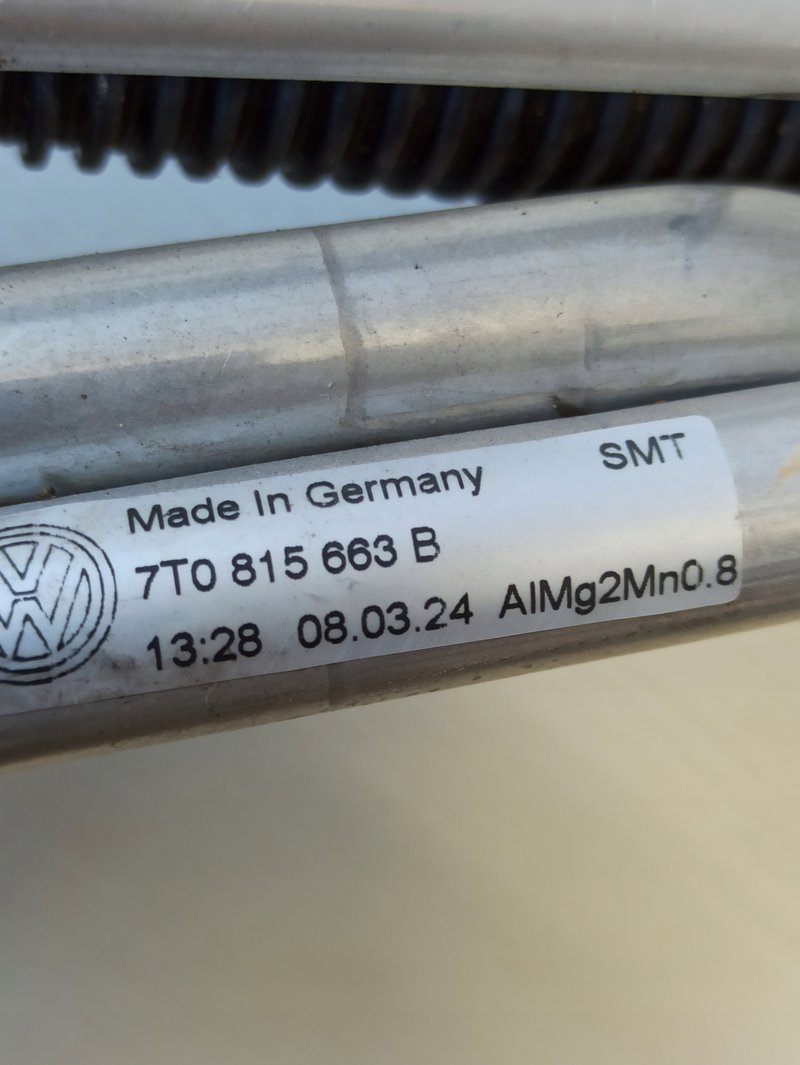 SMT
Made In Germany
7T0 815 663 B
13:28 08.03.24 AlMg2Mn0.8